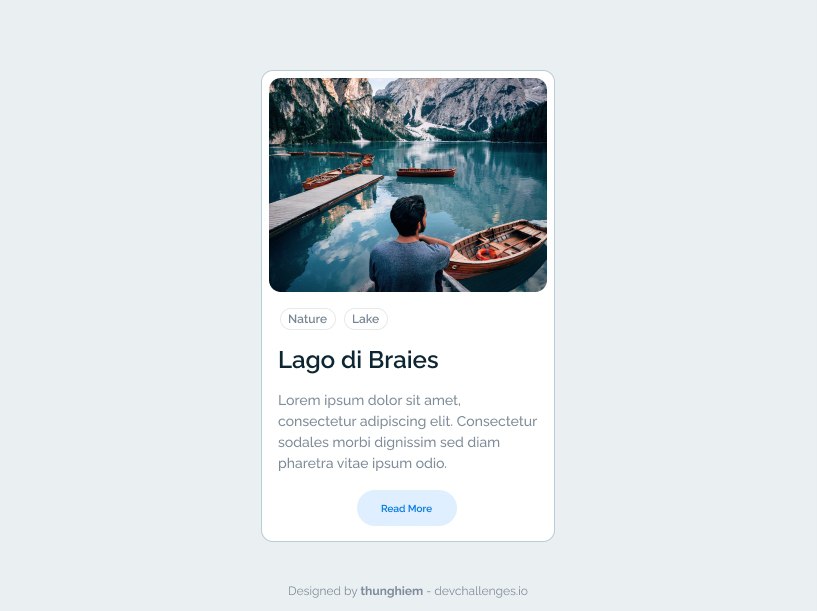 Nature
Lake
Lago di Braies
Lorem ipsum dolor sit amet,
consectetur adipiscing elit. Consectetur
sodales morbi dignissim sed diam
pharetra vitae ipsum odio.
Read More
Designed by thunghiem - devchallenges.io